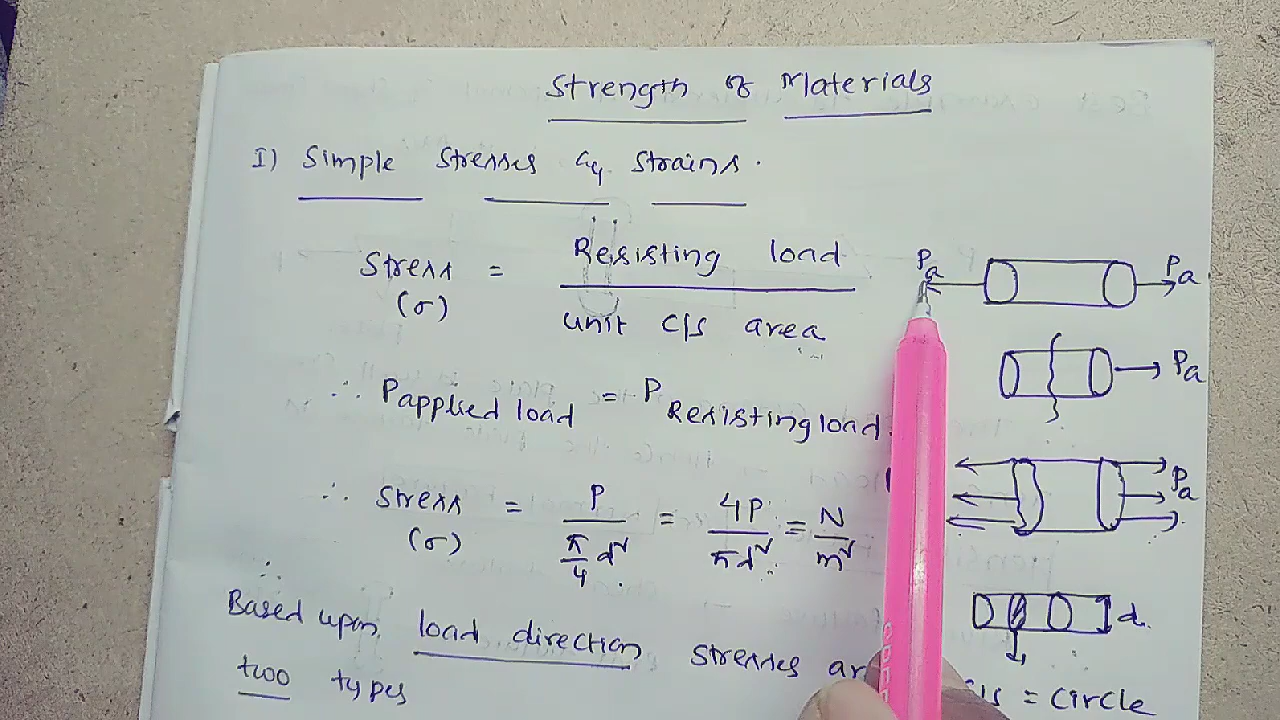 Strength of Materials
I) Simple Stresses & Strains.
Stress (σ) = Resisting load / unit c/s area
Pa Pa
Pa
∴ P applied load = P Resisting load.
Pa
∴ Stress (σ) = P / π/4 d² = 4P / πd² = N / m²
d.
Based upon load direction stresses ar
c/s = circle
two types